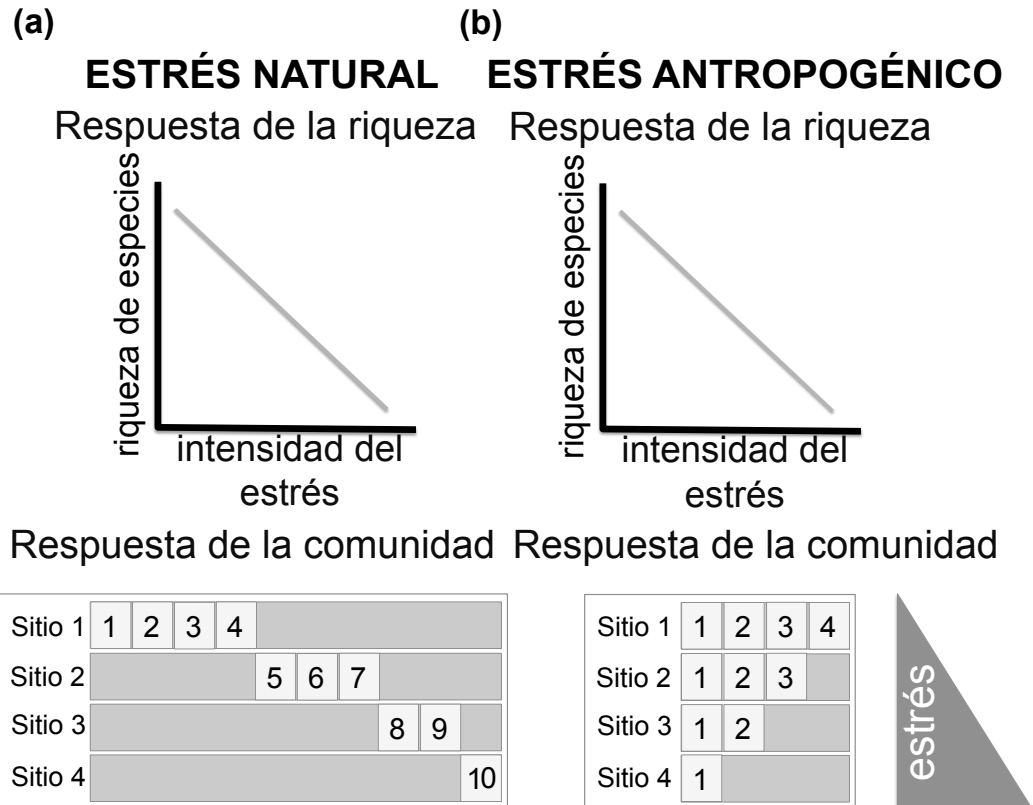 (a)
ESTRÉS NATURAL
Respuesta de la riqueza
riqueza de especies
intensidad del
estrés
Respuesta de la comunidad
Sitio 1 1 2 3 4
Sitio 2 5 6 7
Sitio 3 8 9
Sitio 4 10
(b)
ESTRÉS ANTROPOGÉNICO
Respuesta de la riqueza
riqueza de especies
intensidad del
estrés
Respuesta de la comunidad
Sitio 1 1 2 3 4
Sitio 2 1 2 3
Sitio 3 1 2
Sitio 4 1
estrés